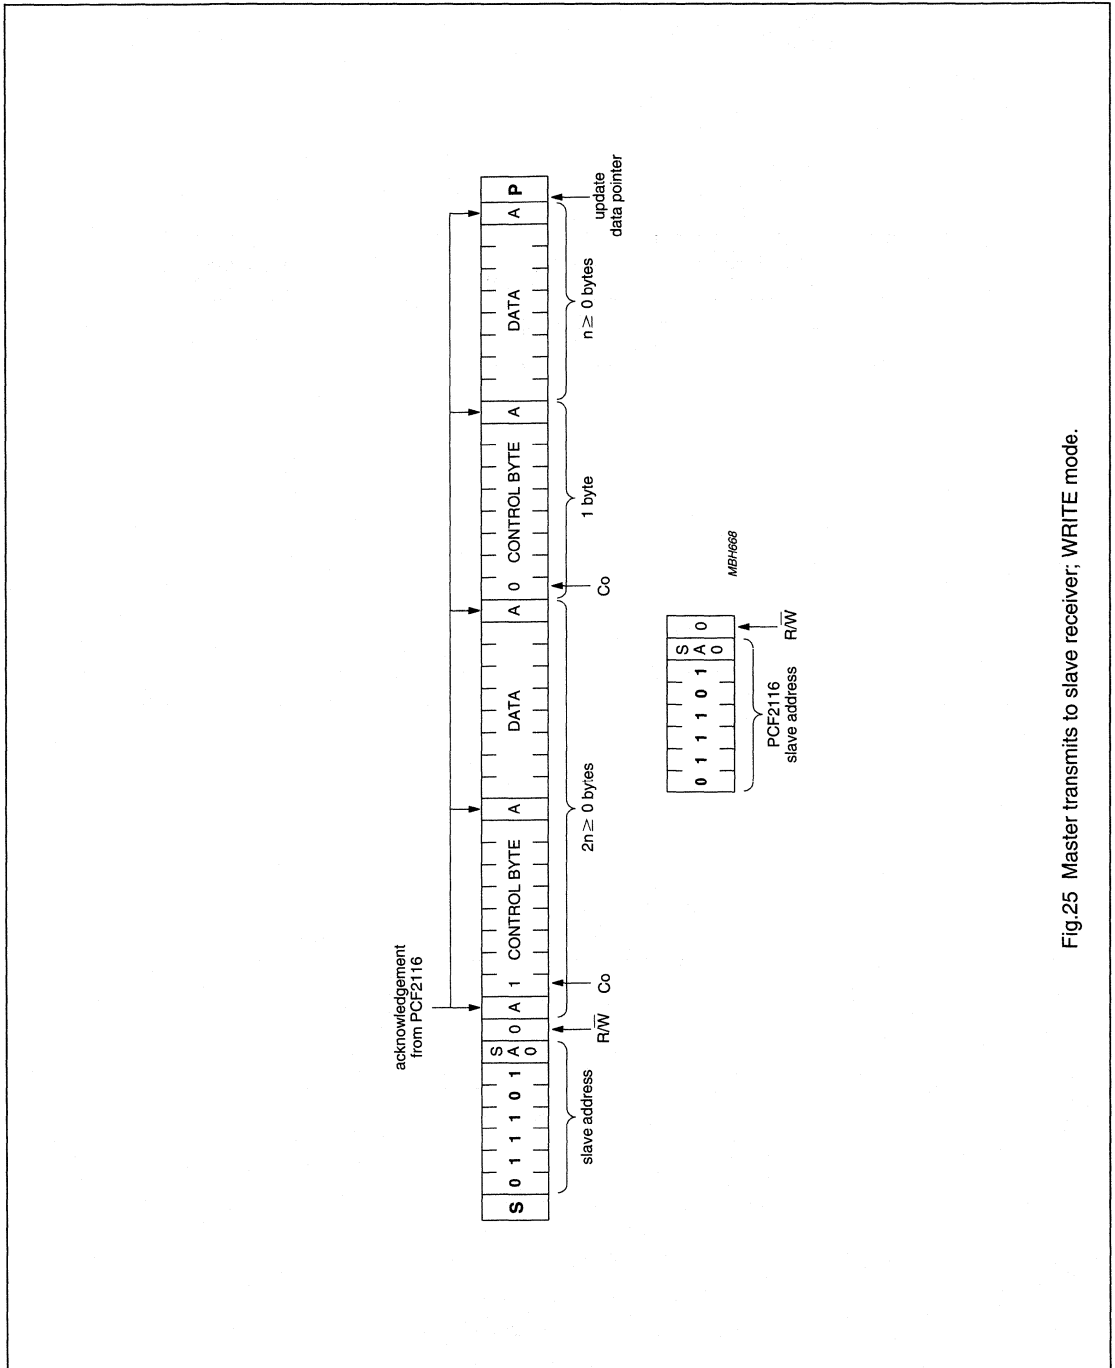 acknowledgement
from PCF2116
S 0 1 1 1 0 1 S A 0 0 A 1 CONTROL BYTE A DATA A 0 CONTROL BYTE A DATA A P
slave address
R/W
Co
2n ≥ 0 bytes
Co
1 byte
n ≥ 0 bytes
update
data pointer
0 1 1 1 0 1 S A 0 0
PCF2116
slave address
R/W
MBH668
Fig.25 Master transmits to slave receiver; WRITE mode.